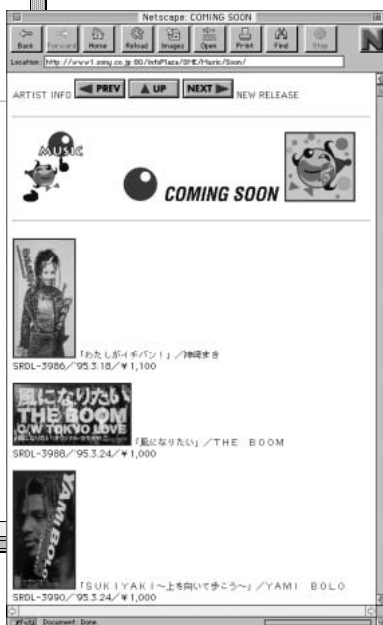 Netscape: COMING SOON
Back Forward Home Reload Images Open Print Find Stop
N
Location: http://www1.sony.co.jp:80/InfoPlaza/SME/Music/Soon/
ARTIST INFO PREV UP NEXT NEW RELEASE
MUSIC
COMING SOON
「わたしがイチバン！」／神崎まき
SRDL-3986／'95.3.18／¥1,100
風になりたい
THE BOOM
C/W TOKYO LOVE
「風になりたい」／THE BOOM
SRDL-3988／'95.3.24／¥1,000
YAMI BOLO
「SUKIYAKI～上を向いて歩こう～」／YAMI BOLO
SRDL-3990／'95.3.24／¥1,000
Document: Done.